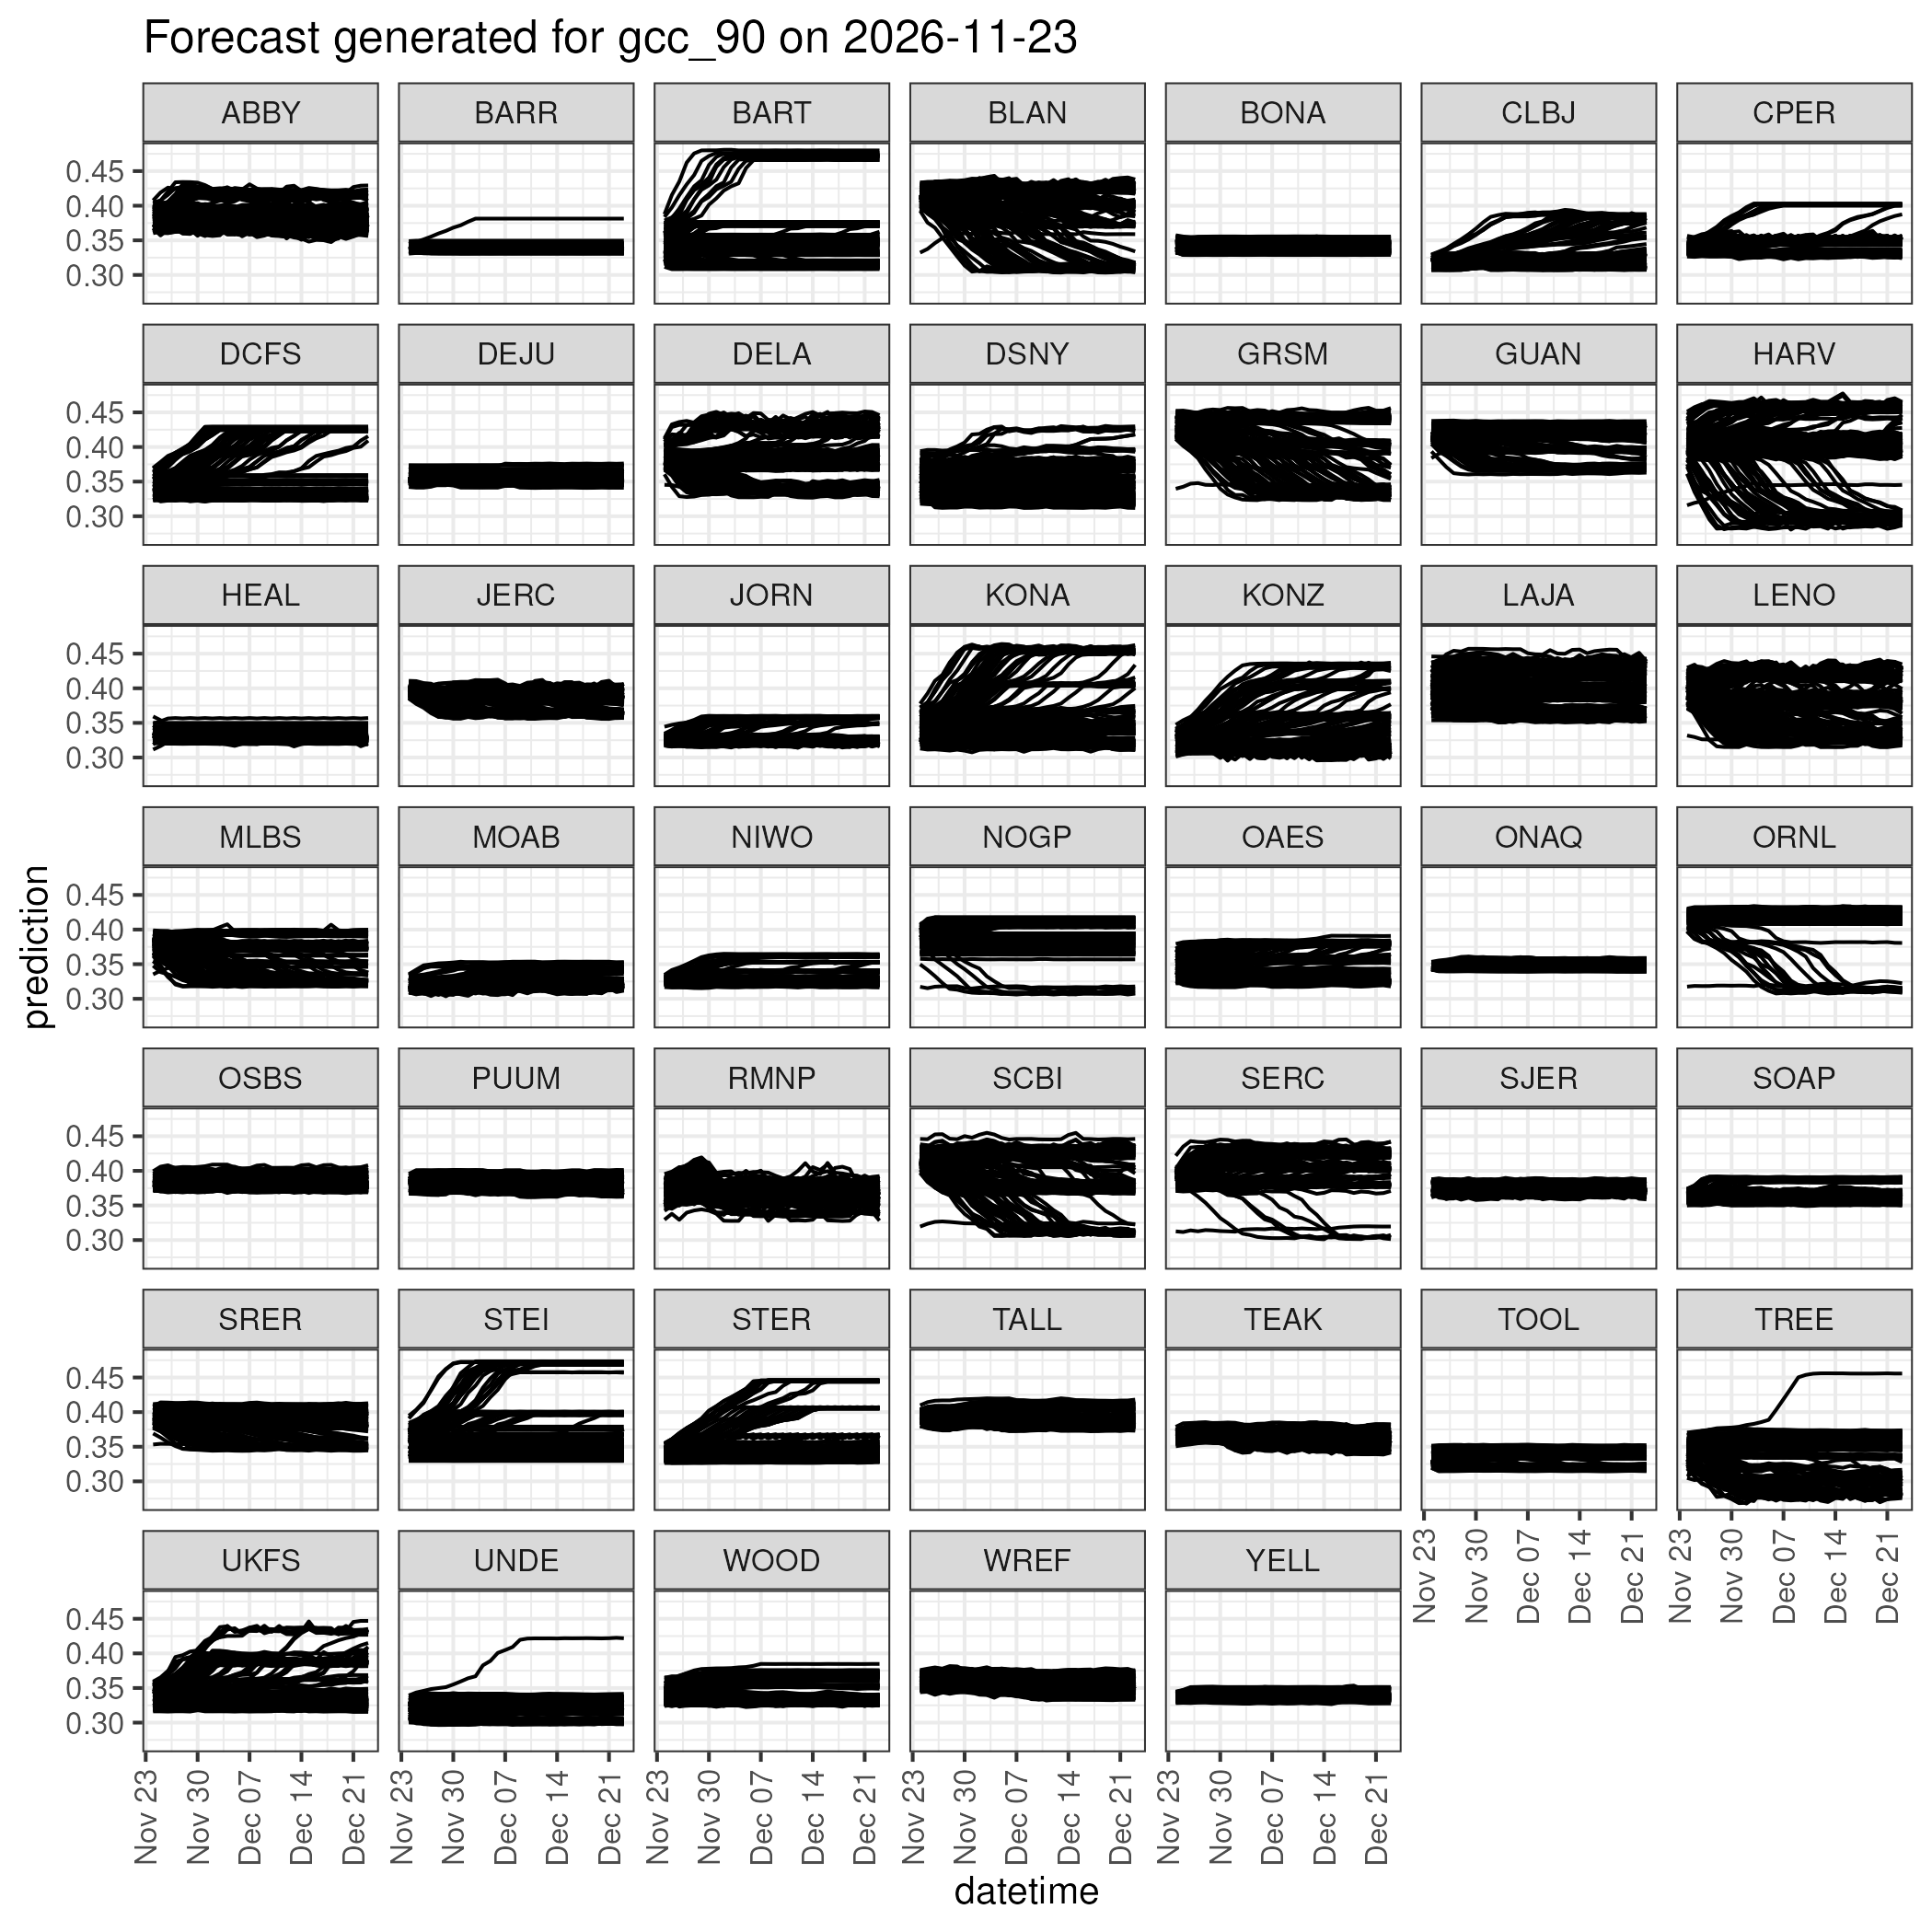 Forecast generated for gcc_90 on 2026-11-23
ABBY BARR BART BLAN BONA CLBJ CPER
0.45
0.40
0.35
0.30
DCFS DEJU DELA DSNY GRSM GUAN HARV
0.45
0.40
0.35
0.30
HEAL JERC JORN KONA KONZ LAJA LENO
0.45
0.40
0.35
0.30
MLBS MOAB NIWO NOGP OAES ONAQ ORNL
0.45
0.40
0.35
0.30
prediction
OSBS PUUM RMNP SCBI SERC SJER SOAP
0.45
0.40
0.35
0.30
SRER STEI STER TALL TEAK TOOL TREE
0.45
0.40
0.35
0.30
Nov 23 Nov 30 Dec 07 Dec 14 Dec 21 Nov 23 Nov 30 Dec 07 Dec 14 Dec 21
UKFS UNDE WOOD WREF YELL
0.45
0.40
0.35
0.30
Nov 23 Nov 30 Dec 07 Dec 14 Dec 21 Nov 23 Nov 30 Dec 07 Dec 14 Dec 21 Nov 23 Nov 30 Dec 07 Dec 14 Dec 21 Nov 23 Nov 30 Dec 07 Dec 14 Dec 21 Nov 23 Nov 30 Dec 07 Dec 14 Dec 21
datetime